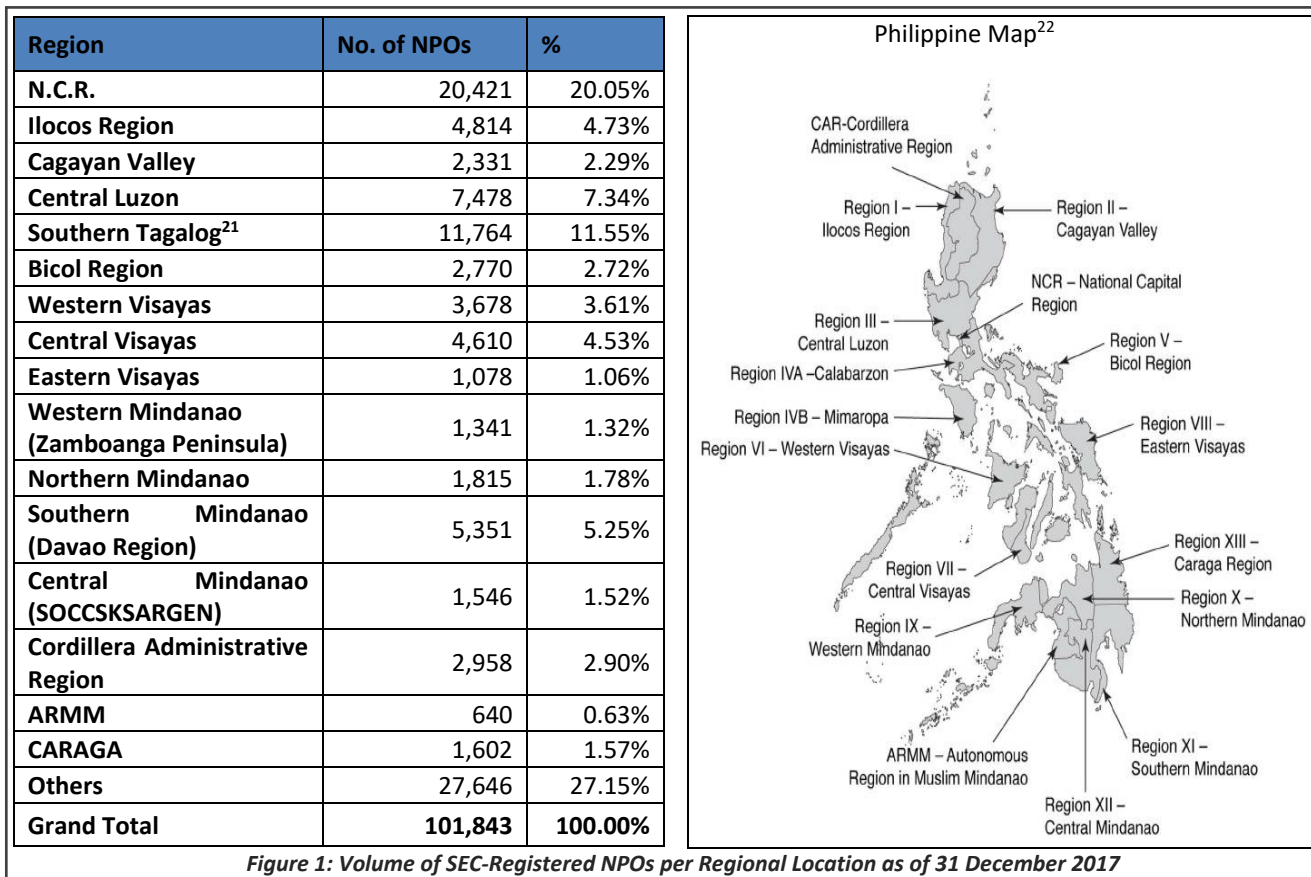 Region No. of NPOs %
N.C.R. 20,421 20.05%
Ilocos Region 4,814 4.73%
Cagayan Valley 2,331 2.29%
Central Luzon 7,478 7.34%
Southern Tagalog21 11,764 11.55%
Bicol Region 2,770 2.72%
Western Visayas 3,678 3.61%
Central Visayas 4,610 4.53%
Eastern Visayas 1,078 1.06%
Western Mindanao
(Zamboanga Peninsula) 1,341 1.32%
Northern Mindanao 1,815 1.78%
Southern Mindanao
(Davao Region) 5,351 5.25%
Central Mindanao
(SOCCSKSARGEN) 1,546 1.52%
Cordillera Administrative
Region 2,958 2.90%
ARMM 640 0.63%
CARAGA 1,602 1.57%
Others 27,646 27.15%
Grand Total 101,843 100.00%
Philippine Map22
CAR-Cordillera
Administrative Region
Region I –
Ilocos Region
Region II –
Cagayan Valley
NCR – National Capital
Region
Region III –
Central Luzon
Region V –
Bicol Region
Region IVA –Calabarzon
Region IVB – Mimaropa
Region VIII –
Eastern Visayas
Region VI – Western Visayas
Region XIII –
Caraga Region
Region VII –
Central Visayas
Region X –
Northern Mindanao
Region IX –
Western Mindanao
ARMM – Autonomous
Region in Muslim Mindanao
Region XI –
Southern Mindanao
Region XII –
Central Mindanao
Figure 1: Volume of SEC-Registered NPOs per Regional Location as of 31 December 2017